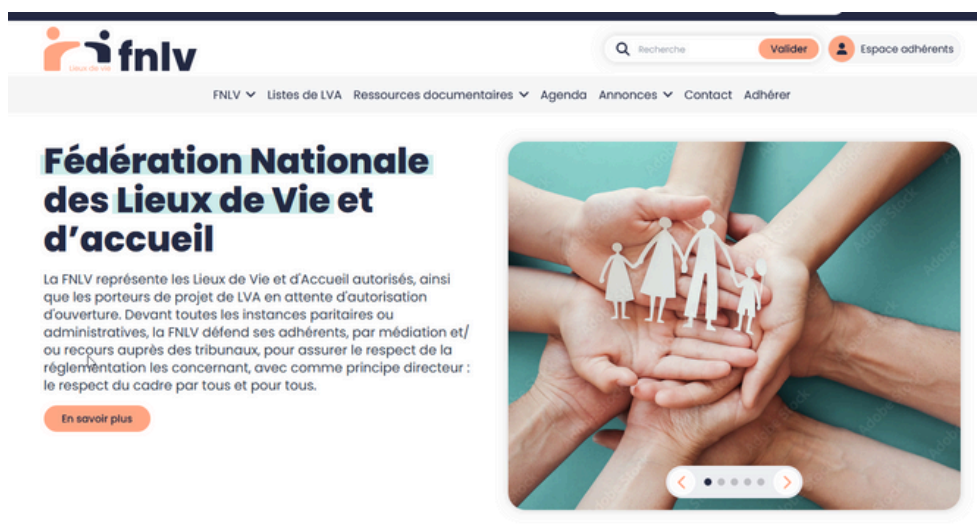 Lieux de vie
fnlv
Recherche
Valider
Espace adhérents
FNLV
Listes de LVA
Ressources documentaires
Agenda
Annonces
Contact
Adhérer
Fédération Nationale
des Lieux de Vie et
d'accueil
La FNLV représente les Lieux de Vie et d'Accueil autorisés, ainsi
que les porteurs de projet de LVA en attente d'autorisation
d'ouverture. Devant toutes les instances paritaires ou
administratives, la FNLV défend ses adhérents, par médiation et/
ou recours auprès des tribunaux, pour assurer le respect de la
réglementation les concernant, avec comme principe directeur :
le respect du cadre par tous et pour tous.
En savoir plus
Adobe Stock